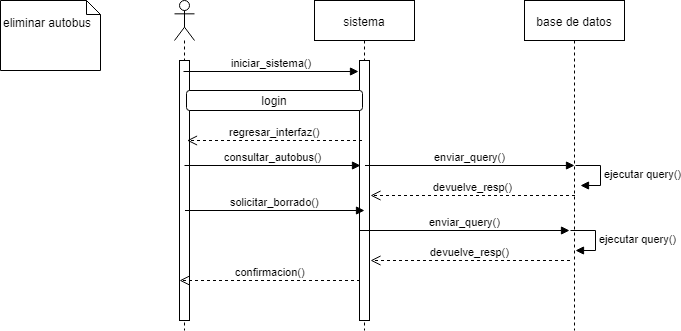 eliminar autobus
sistema
base de datos
iniciar_sistema()
login
regresar_interfaz()
consultar_autobus()
enviar_query()
ejecutar query()
devuelve_resp()
solicitar_borrado()
enviar_query()
ejecutar query()
devuelve_resp()
confirmacion()